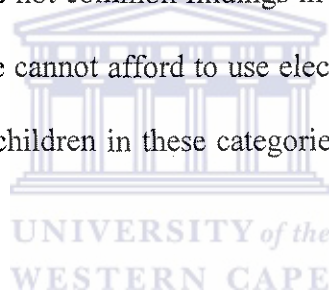 not common findings in
cannot afford to use elec
children in these categorie
UNIVERSITY of the
WESTERN CAPE